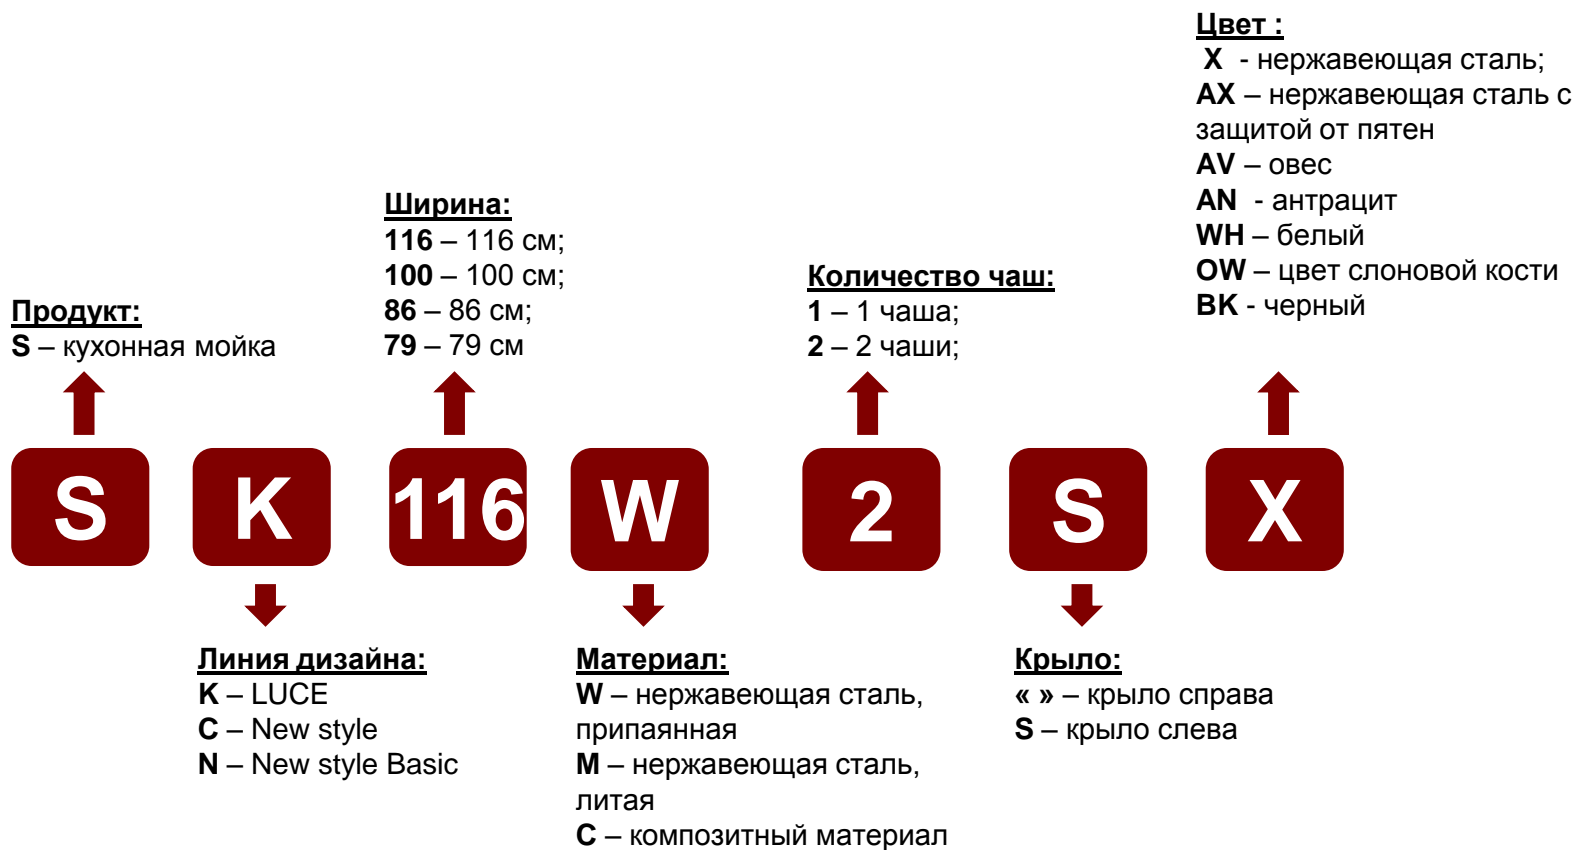 Цвет :
X - нержавеющая сталь;
AX – нержавеющая сталь с
защитой от пятен
AV – овес
AN - антрацит
WH – белый
OW – цвет слоновой кости
BK - черный
Ширина:
116 – 116 см;
100 – 100 см;
86 – 86 см;
79 – 79 см
Количество чаш:
1 – 1 чаша;
2 – 2 чаши;
Продукт:
S – кухонная мойка
S K 116 W 2 S X
Линия дизайна:
K – LUCE
C – New style
N – New style Basic
Материал:
W – нержавеющая сталь,
припаянная
M – нержавеющая сталь,
литая
C – композитный материал
Крыло:
« » – крыло справа
S – крыло слева